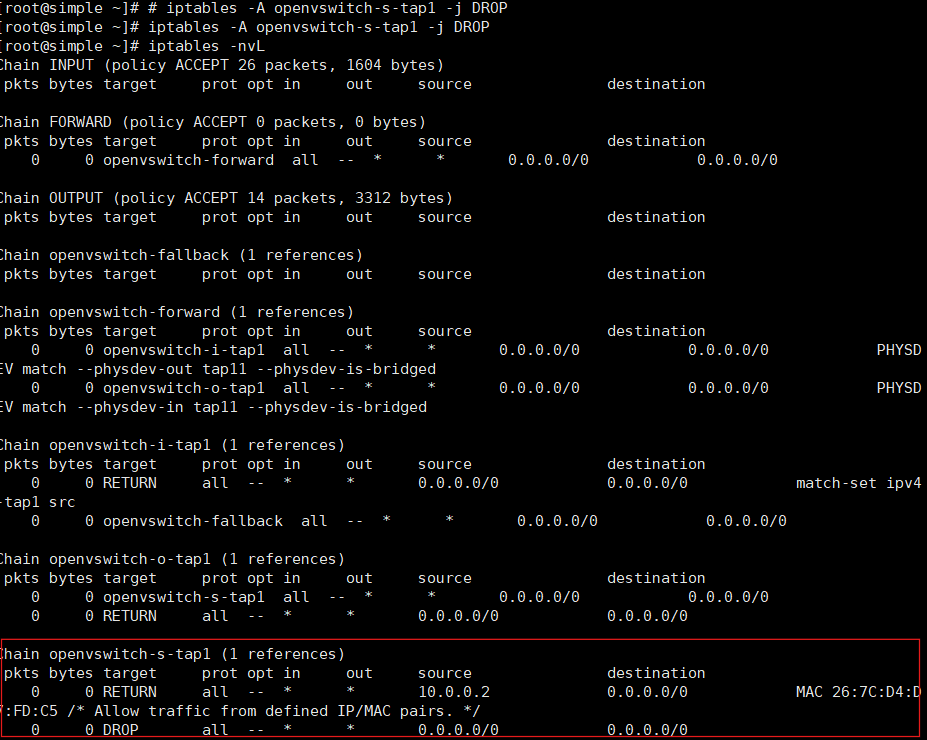 [root@simple ~]# # iptables -A openvswitch-s-tap1 -j DROP
[root@simple ~]# iptables -A openvswitch-s-tap1 -j DROP
[root@simple ~]# iptables -nvL
Chain INPUT (policy ACCEPT 26 packets, 1604 bytes)
pkts bytes target     prot opt in     out     source               destination

Chain FORWARD (policy ACCEPT 0 packets, 0 bytes)
pkts bytes target     prot opt in     out     source               destination
0     0 openvswitch-forward  all  --  *      *       0.0.0.0/0            0.0.0.0/0

Chain OUTPUT (policy ACCEPT 14 packets, 3312 bytes)
pkts bytes target     prot opt in     out     source               destination

Chain openvswitch-fallback (1 references)
pkts bytes target     prot opt in     out     source               destination

Chain openvswitch-forward (1 references)
pkts bytes target     prot opt in     out     source               destination
0     0 openvswitch-i-tap1  all  --  *      *       0.0.0.0/0            0.0.0.0/0            PHYSD
EV match --physdev-out tap11 --physdev-is-bridged
0     0 openvswitch-o-tap1  all  --  *      *       0.0.0.0/0            0.0.0.0/0            PHYSD
EV match --physdev-in tap11 --physdev-is-bridged

Chain openvswitch-i-tap1 (1 references)
pkts bytes target     prot opt in     out     source               destination
0     0 RETURN     all  --  *      *       0.0.0.0/0            0.0.0.0/0            match-set ipv4
-tap1 src
0     0 openvswitch-fallback  all  --  *      *       0.0.0.0/0            0.0.0.0/0

Chain openvswitch-o-tap1 (1 references)
pkts bytes target     prot opt in     out     source               destination
0     0 openvswitch-s-tap1  all  --  *      *       0.0.0.0/0            0.0.0.0/0
0     0 RETURN     all  --  *      *       0.0.0.0/0            0.0.0.0/0

Chain openvswitch-s-tap1 (1 references)
pkts bytes target     prot opt in     out     source               destination
0     0 RETURN     all  --  *      *       10.0.0.2             0.0.0.0/0            MAC 26:7C:D4:D
7:FD:C5 /* Allow traffic from defined IP/MAC pairs. */
0     0 DROP       all  --  *      *       0.0.0.0/0            0.0.0.0/0